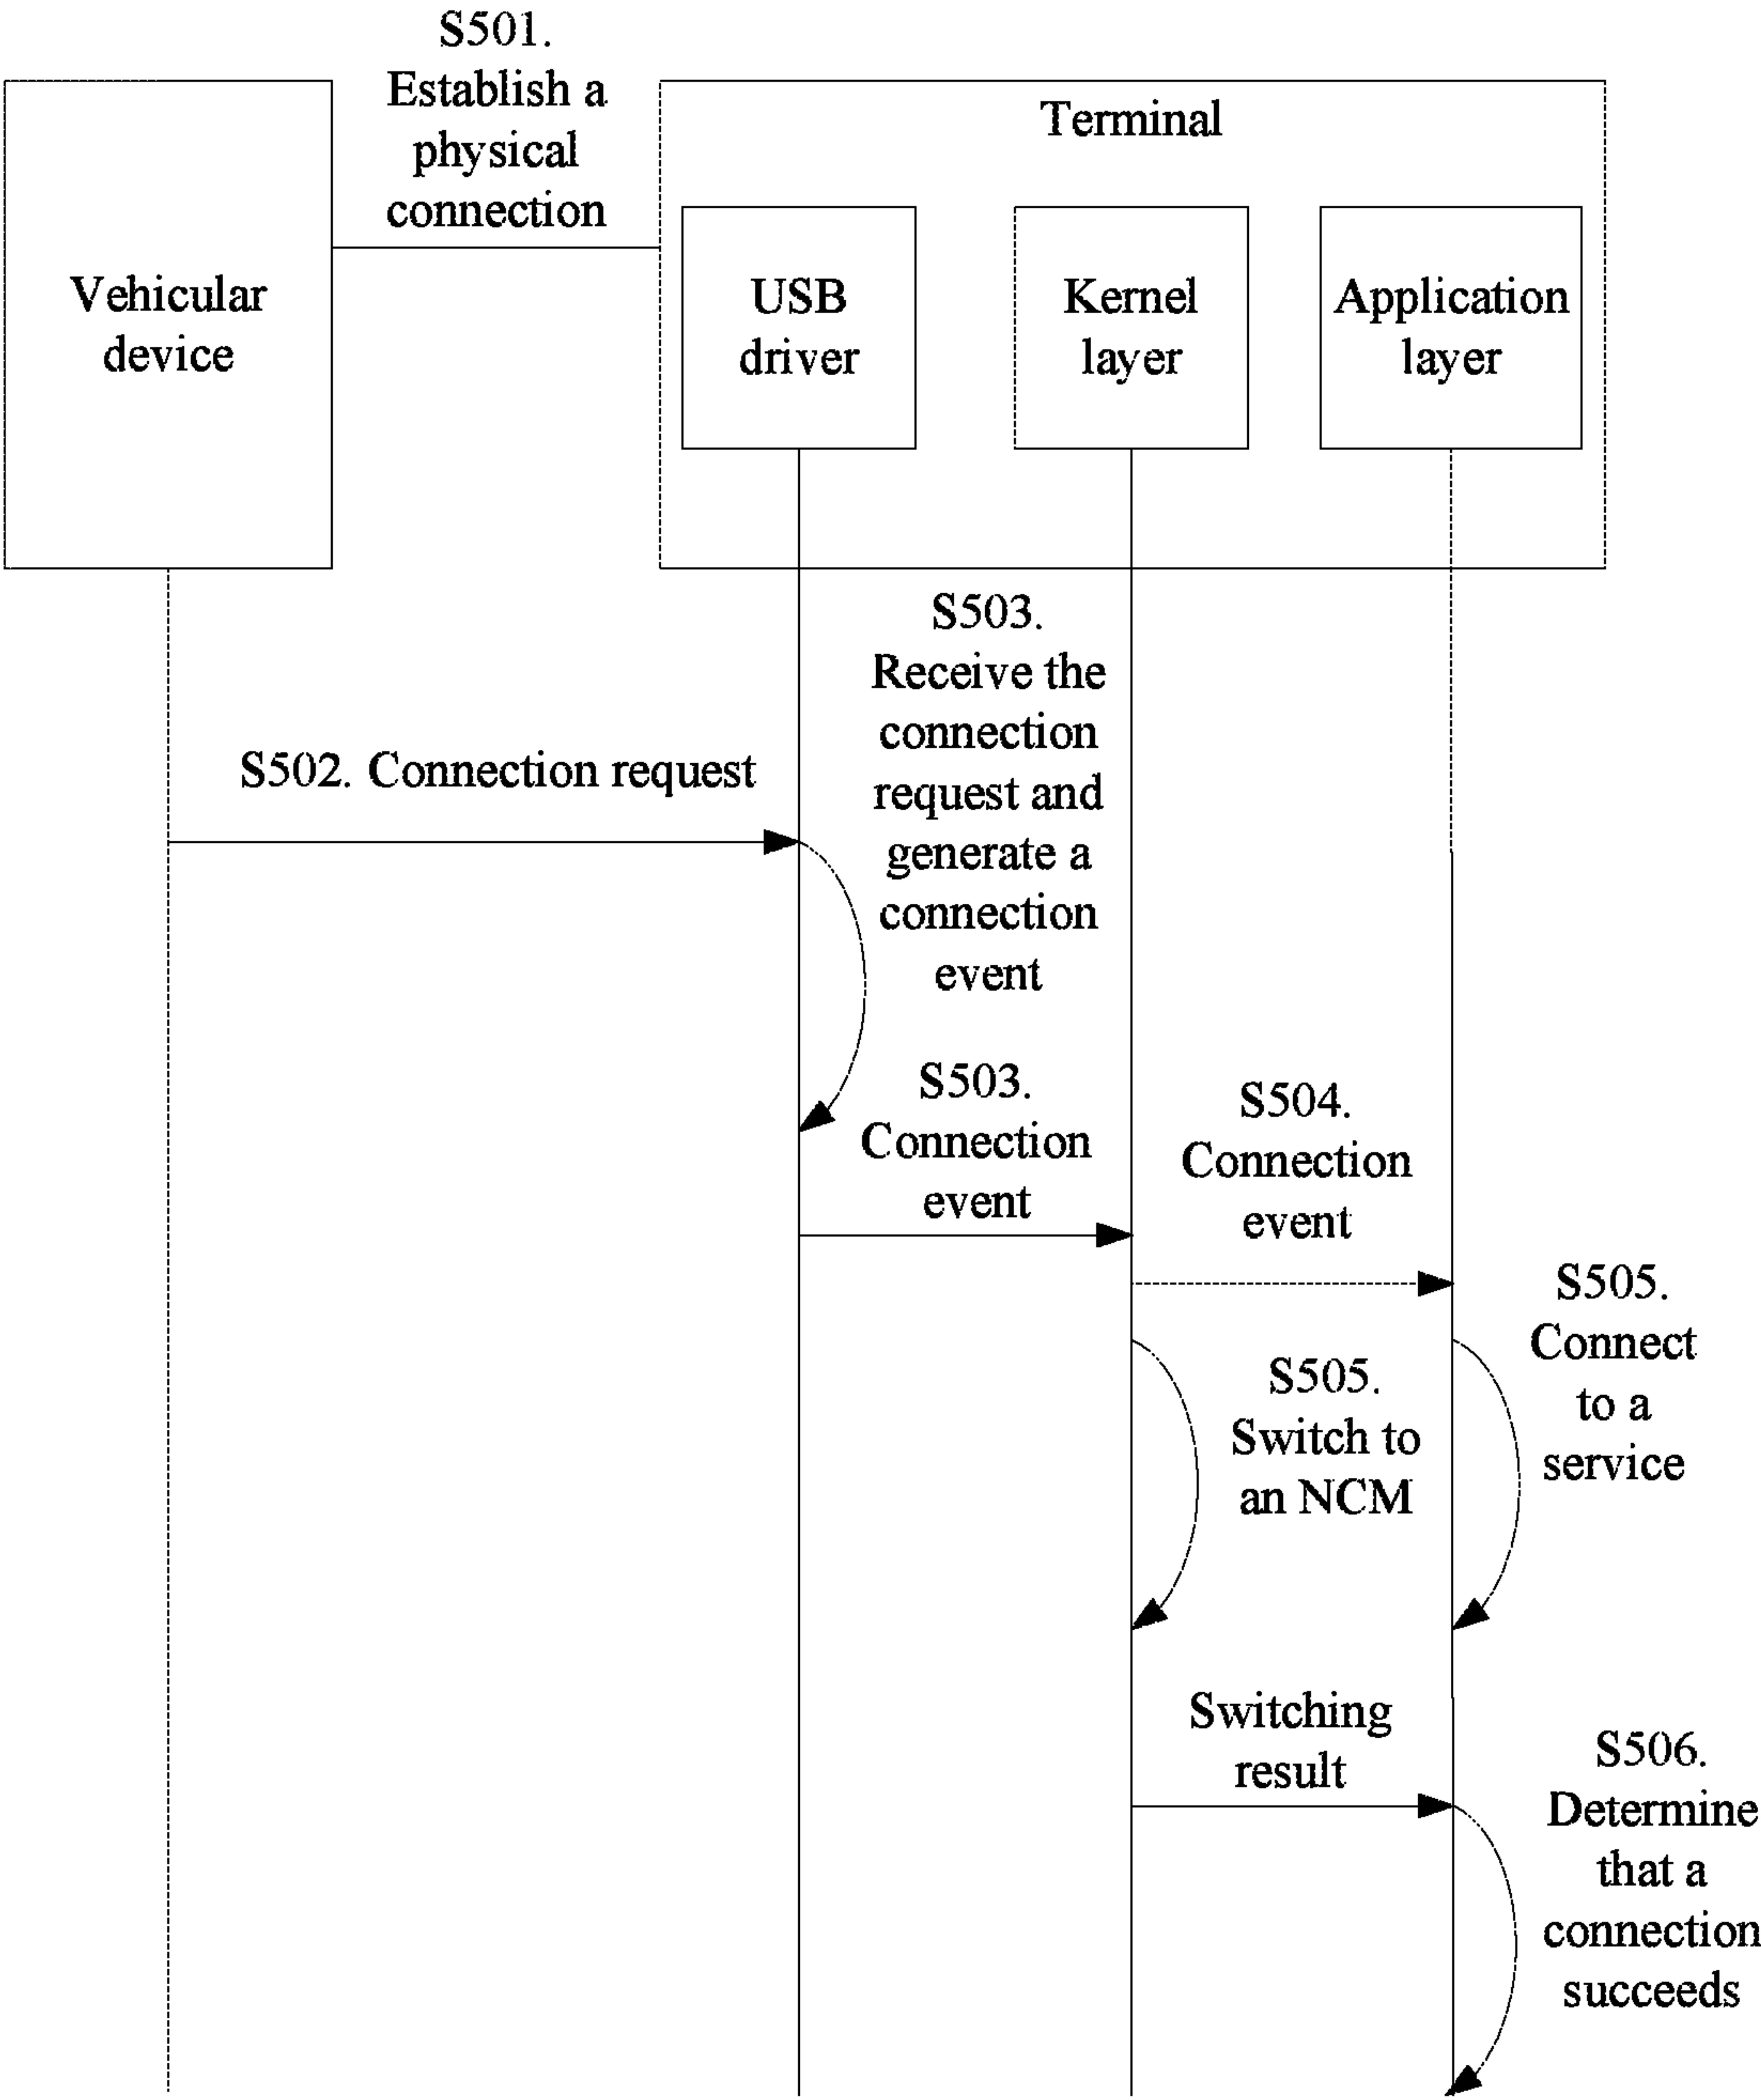 S501.
Establish a
physical
connection
Terminal
Vehicular
device
USB
driver
Kernel
layer
Application
layer
S503.
Receive the
connection
request and
generate a
connection
event
S502. Connection request
S503.
Connection
event
S504.
Connection
event
S505.
Connect
to a
service
S505.
Switch to
an NCM
Switching
result
S506.
Determine
that a
connection
succeeds